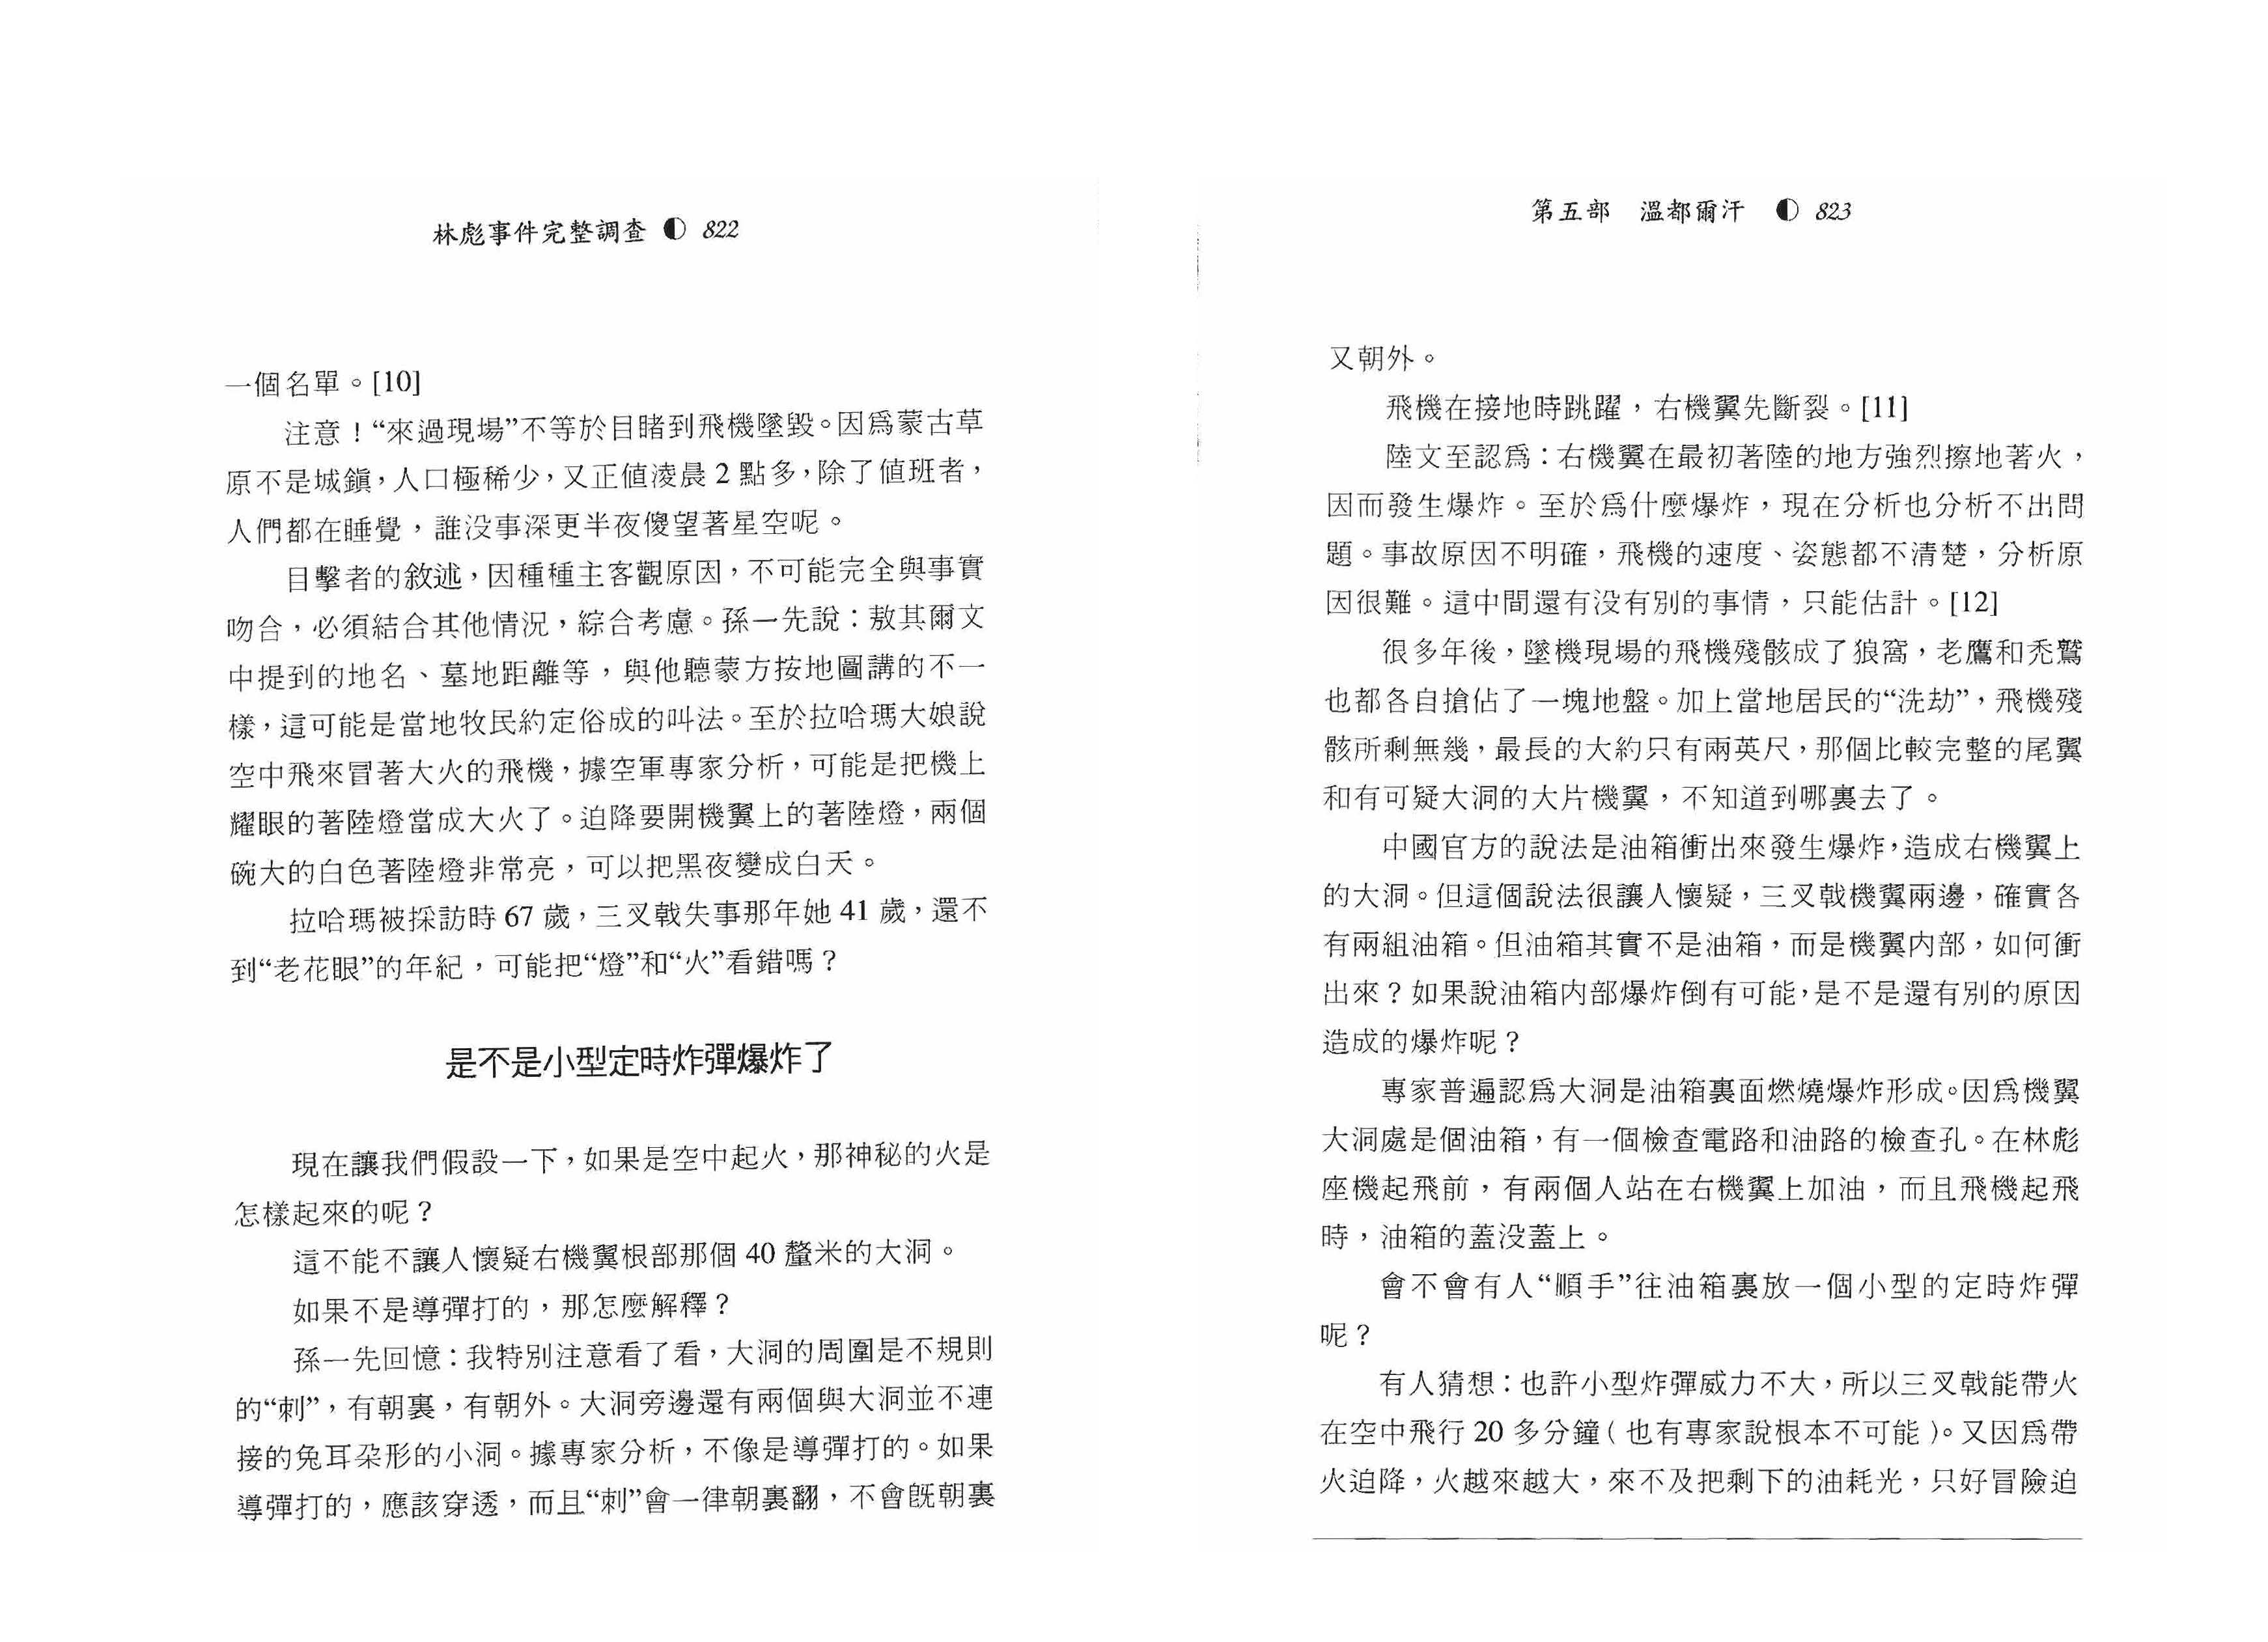 林彪事件完整調查 ◐ 822
一個名單。[10]
注意！“來過現場”不等於目睹到飛機墜毀。因爲蒙古草
原不是城鎮，人口極稀少，又正値淩晨 2 點多，除了値班者，
人們都在睡覺，誰没事深更半夜傻望著星空呢。
目擊者的敘述，因種種主客觀原因，不可能完全與事實
吻合，必須結合其他情況，綜合考慮。孫一先說：敖其爾文
中提到的地名、墓地距離等，與他聽蒙方按地圖講的不一
樣，這可能是當地牧民約定俗成的叫法。至於拉哈瑪大娘說
空中飛來冒著大火的飛機，據空軍專家分析，可能是把機上
耀眼的著陸燈當成大火了。迫降要開機翼上的著陸燈，兩個
碗大的白色著陸燈非常亮，可以把黑夜變成白天。
拉哈瑪被採訪時 67 歲，三叉戟失事那年她 41 歲，還不
到“老花眼”的年紀，可能把“燈”和“火”看錯嗎？
是不是小型定時炸彈爆炸了
現在讓我們假設一下，如果是空中起火，那神秘的火是
怎樣起來的呢？
這不能不讓人懷疑右機翼根部那個 40 釐米的大洞。
如果不是導彈打的，那怎麼解釋？
孫一先回憶：我特別注意看了看，大洞的周圍是不規則
的“刺”，有朝裏，有朝外。大洞旁邊還有兩個與大洞並不連
接的兔耳朵形的小洞。據專家分析，不像是導彈打的。如果
導彈打的，應該穿透，而且“刺”會一律朝裏翻，不會旣朝裏
第五部 溫都爾汗 ◐ 823
又朝外。
飛機在接地時跳躍，右機翼先斷裂。[11]
陸文至認爲：右機翼在最初著陸的地方強烈擦地著火，
因而發生爆炸。至於爲什麼爆炸，現在分析也分析不出問
題。事故原因不明確，飛機的速度、姿態都不清楚，分析原
因很難。這中間還有没有別的事情，只能估計。[12]
很多年後，墜機現場的飛機殘骸成了狼窩，老鷹和禿鷲
也都各自搶佔了一塊地盤。加上當地居民的“洗劫”，飛機殘
骸所剩無幾，最長的大約只有兩英尺，那個比較完整的尾翼
和有可疑大洞的大片機翼，不知道到哪裏去了。
中國官方的說法是油箱衝出來發生爆炸，造成右機翼上
的大洞。但這個說法很讓人懷疑，三叉戟機翼兩邊，確實各
有兩組油箱。但油箱其實不是油箱，而是機翼内部，如何衝
出來？如果說油箱内部爆炸倒有可能，是不是還有別的原因
造成的爆炸呢？
專家普遍認爲大洞是油箱裏面燃燒爆炸形成。因爲機翼
大洞處是個油箱，有一個檢查電路和油路的檢查孔。在林彪
座機起飛前，有兩個人站在右機翼上加油，而且飛機起飛
時，油箱的蓋没蓋上。
會不會有人“順手”往油箱裏放一個小型的定時炸彈
呢？
有人猜想：也許小型炸彈威力不大，所以三叉戟能帶火
在空中飛行 20 多分鐘（也有專家說根本不可能）。又因爲帶
火迫降，火越來越大，來不及把剩下的油耗光，只好冒險迫